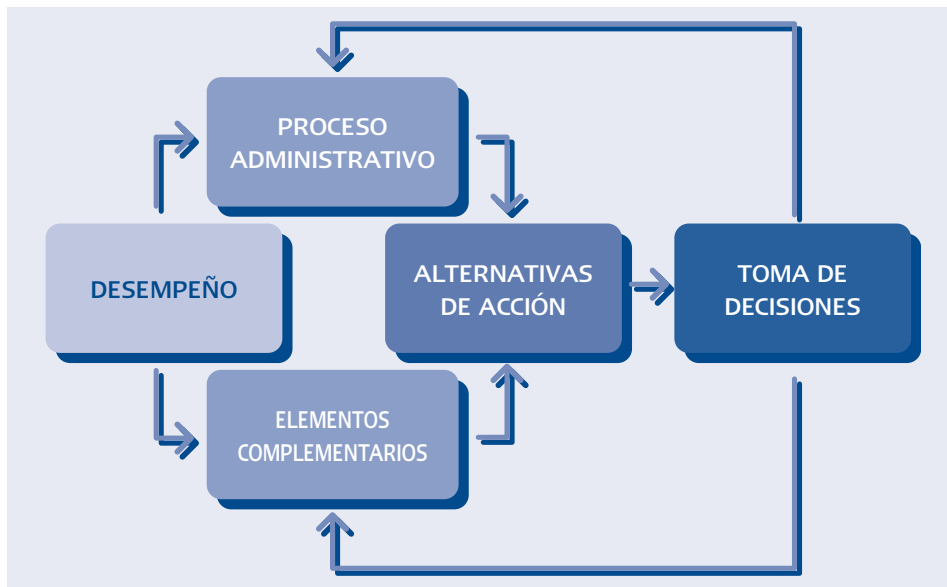 PROCESO
ADMINISTRATIVO
DESEMPEÑO
ALTERNATIVAS
DE ACCIÓN
TOMA DE
DECISIONES
ELEMENTOS
COMPLEMENTARIOS